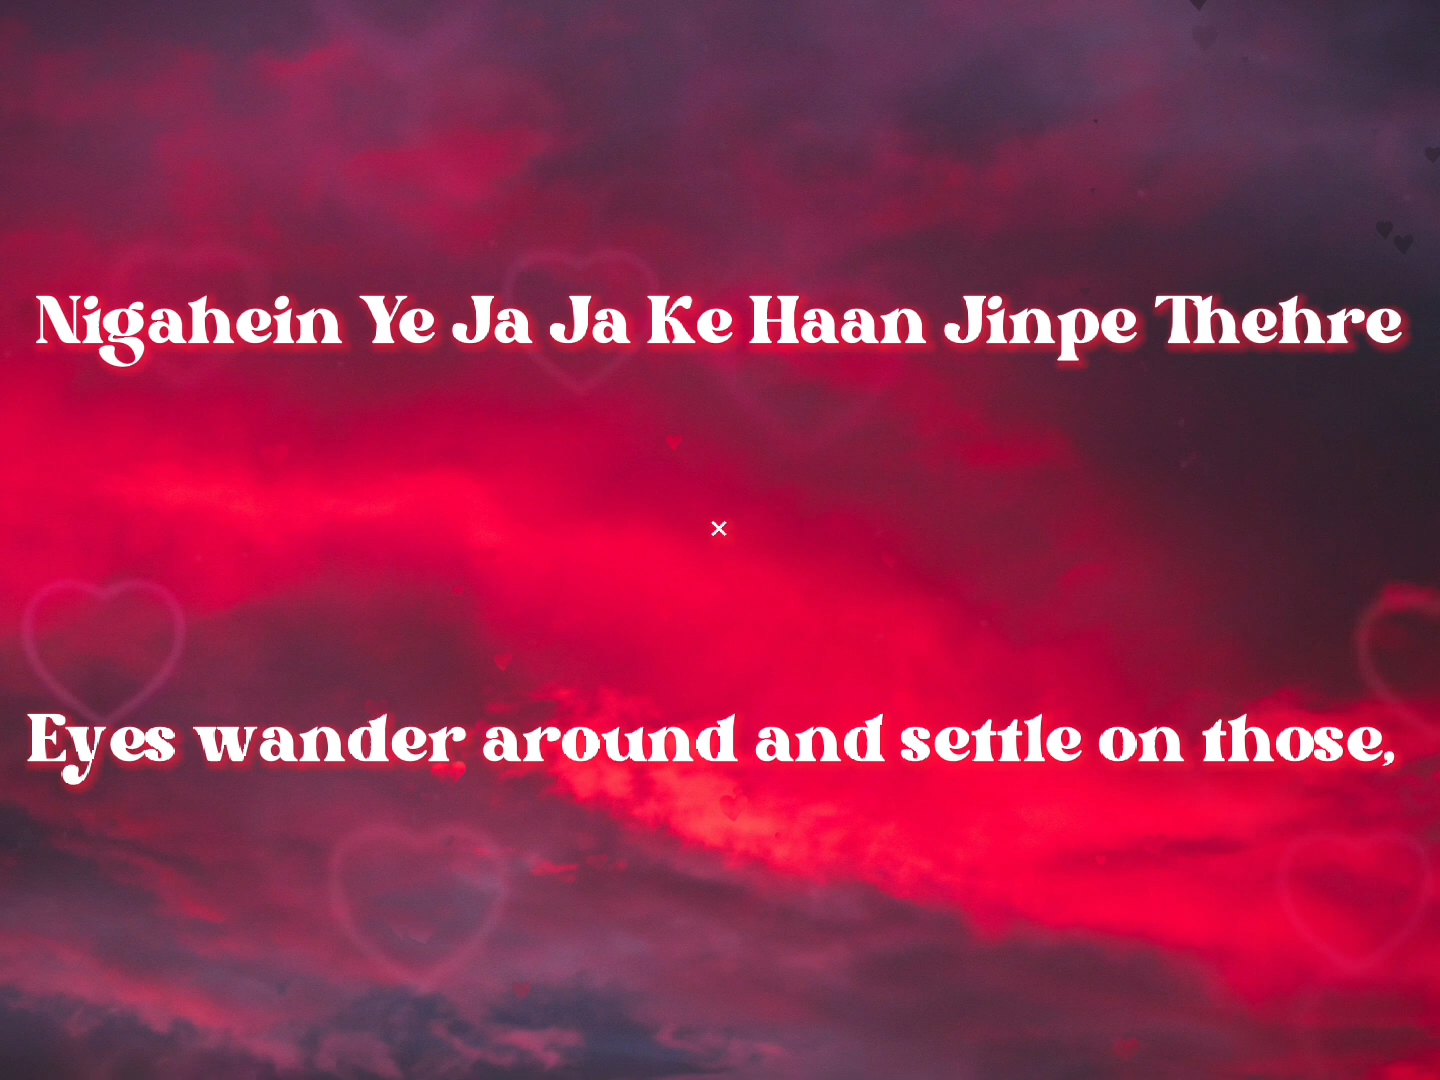 Nigahein Ye Ja Ja Ke Haan Jinpe Thehre
×
Eyes wander around and settle on those,